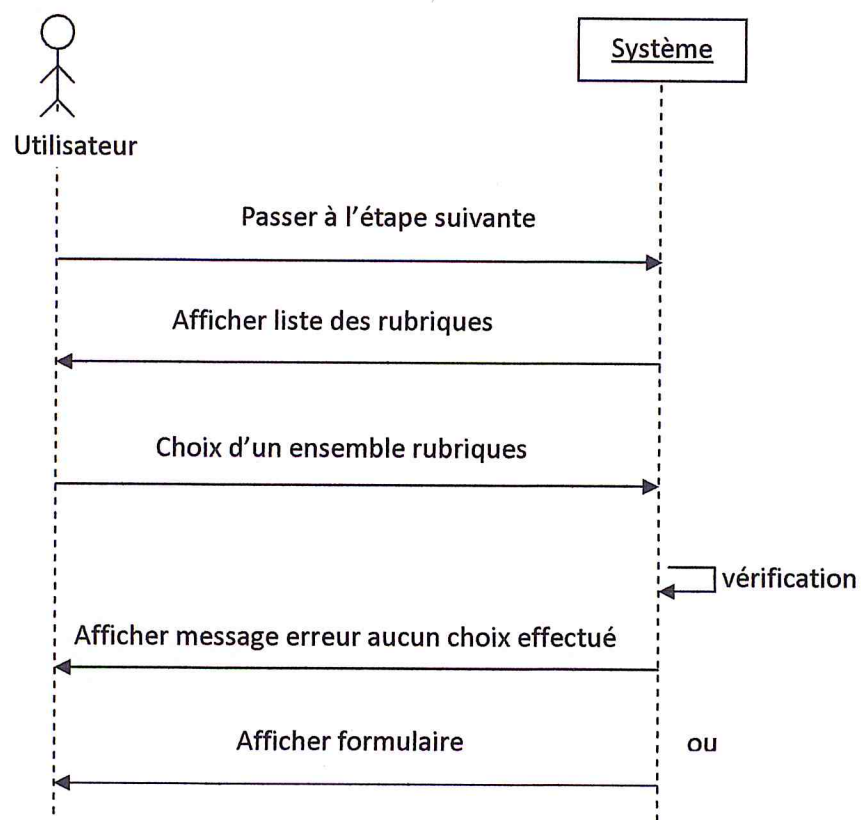 Système
Utilisateur
Passer à l'étape suivante
Afficher liste des rubriques
Choix d'un ensemble rubriques
vérification
Afficher message erreur aucun choix effectué
Afficher formulaire
ou